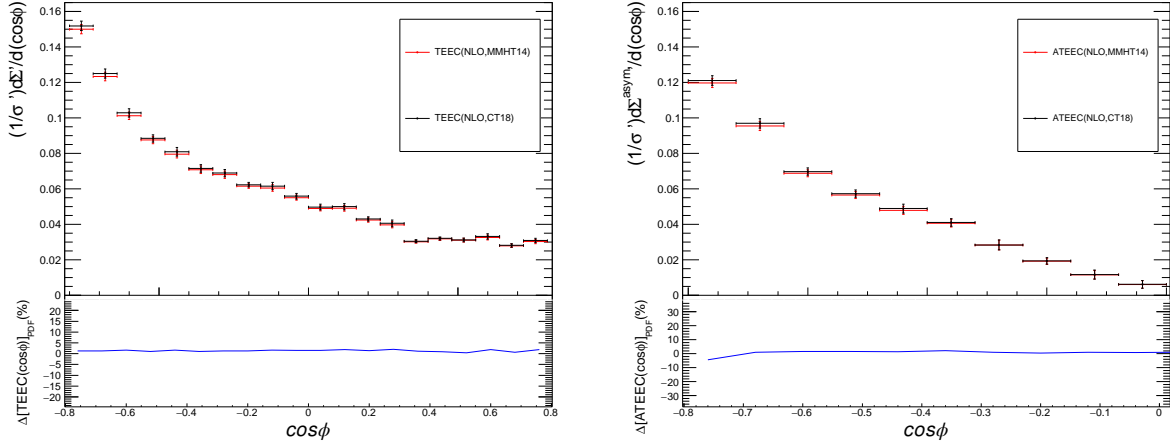 (1/σ ')dΣ'/d(cosϕ)
0.16
0.14
0.12
0.1
0.08
0.06
0.04
0.02
0
TEEC(NLO,MMHT14)
TEEC(NLO,CT18)
Δ[TEEC(cosϕ)]PDF(%)
20
15
10
5
0
−5
−10
−15
−20
−0.8 −0.6 −0.4 −0.2 0 0.2 0.4 0.6 0.8
cosϕ
(1/σ ')dΣasym'/d(cosϕ)
0.16
0.14
0.12
0.1
0.08
0.06
0.04
0.02
0
ATEEC(NLO,MMHT14)
ATEEC(NLO,CT18)
Δ[ATEEC(cosϕ)]PDF(%)
30
20
10
0
−10
−20
−30
−0.8 −0.7 −0.6 −0.5 −0.4 −0.3 −0.2 −0.1 0
cosϕ